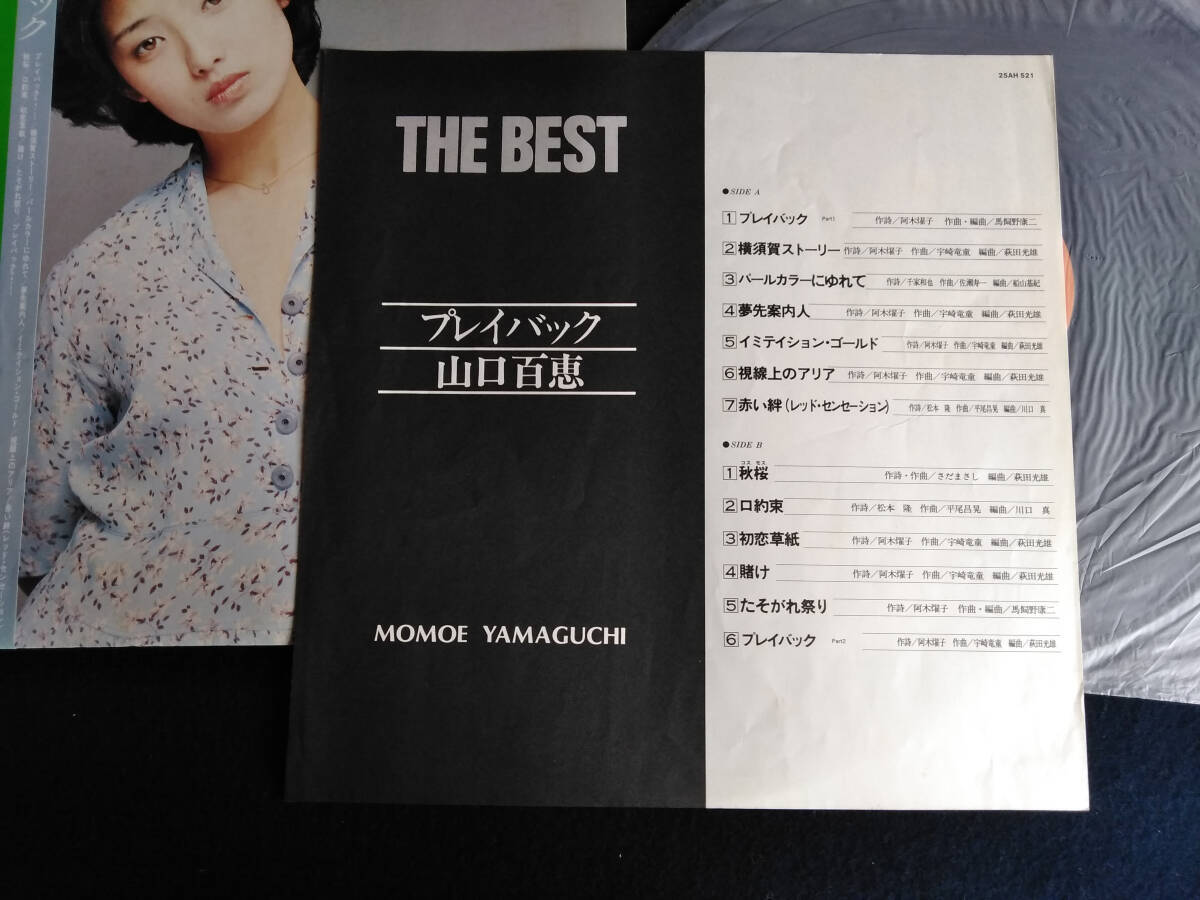 THE BEST
プレイバック
山口百恵
MOMOE YAMAGUCHI
25AH 521
●SIDE A
1 プレイバック Part1 作詩/阿木燿子 作曲・編曲/馬飼野康二
2 横須賀ストーリー 作詩/阿木燿子 作曲/宇崎竜童 編曲/萩田光雄
3 パールカラーにゆれて 作詩/千家和也 作曲/佐瀬寿一 編曲/船山基紀
4 夢先案内人 作詩/阿木燿子 作曲/宇崎竜童 編曲/萩田光雄
5 イミテイション・ゴールド 作詩/阿木燿子 作曲/宇崎竜童 編曲/萩田光雄
6 視線上のアリア 作詩/阿木燿子 作曲/宇崎竜童 編曲/萩田光雄
7 赤い絆(レッド・センセーション) 作詩/松本 隆 作曲/平尾昌晃 編曲/川口 真
●SIDE B
コス モス
1 秋桜 作詩・作曲/さだまさし 編曲/萩田光雄
2 口約束 作詩/松本 隆 作曲/平尾昌晃 編曲/川口 真
3 初恋草紙 作詩/阿木燿子 作曲/宇崎竜童 編曲/萩田光雄
4 賭け 作詩/阿木燿子 作曲/宇崎竜童 編曲/萩田光雄
5 たそがれ祭り 作詩/阿木燿子 作曲・編曲/馬飼野康二
6 プレイバック Part2 作詩/阿木燿子 作曲/宇崎竜童 編曲/萩田光雄
バック